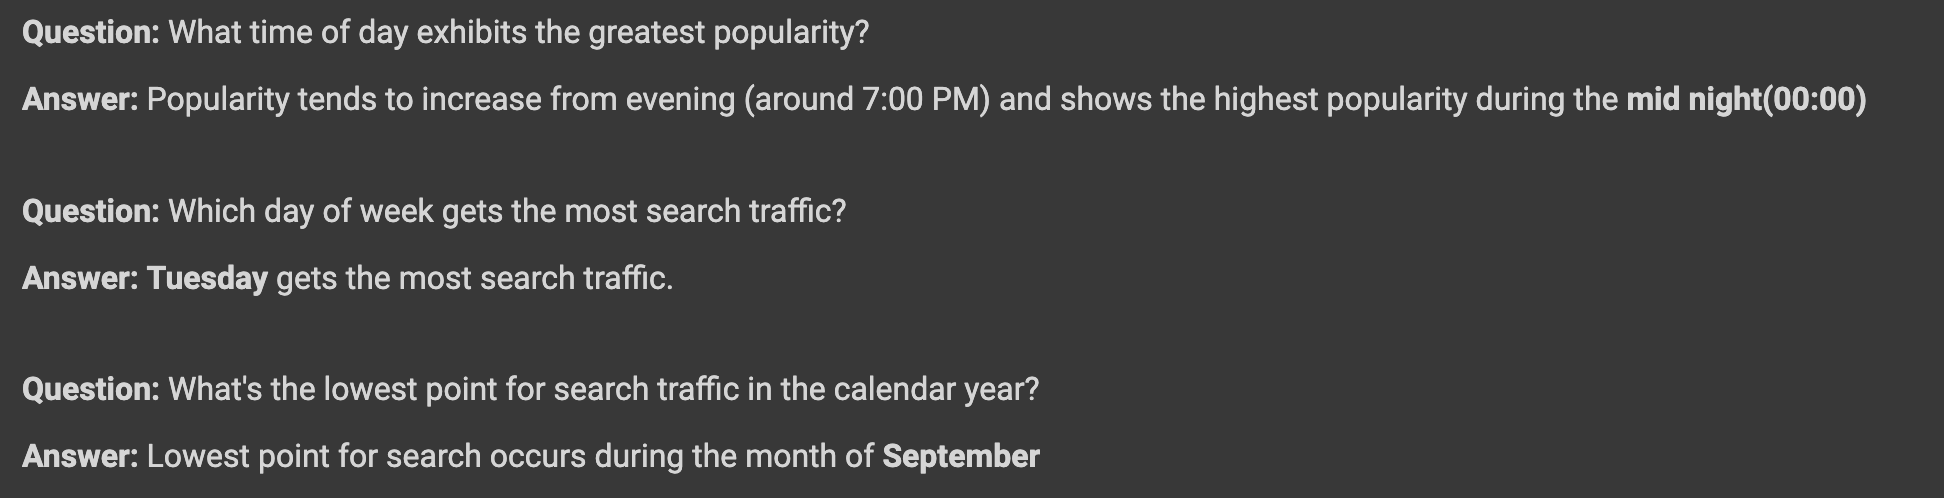 Question: What time of day exhibits the greatest popularity?
Answer: Popularity tends to increase from evening (around 7:00 PM) and shows the highest popularity during the mid night(00:00)
Question: Which day of week gets the most search traffic?
Answer: Tuesday gets the most search traffic.
Question: What's the lowest point for search traffic in the calendar year?
Answer: Lowest point for search occurs during the month of September